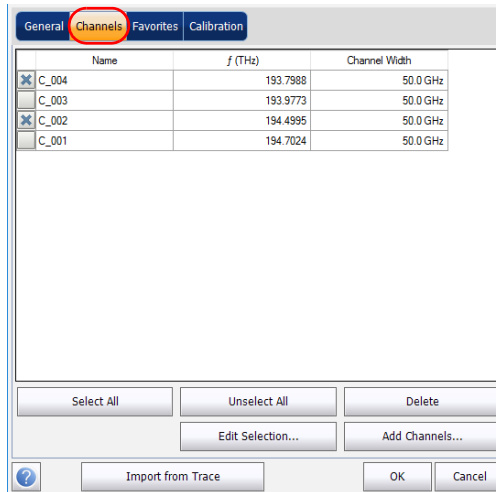 General Channels Favorites Calibration
Name f (THz) Channel Width
C_004 193.7988 50.0 GHz
C_003 193.9773 50.0 GHz
C_002 194.4995 50.0 GHz
C_001 194.7024 50.0 GHz
Select All Unselect All Delete
Edit Selection... Add Channels...
? Import from Trace OK Cancel